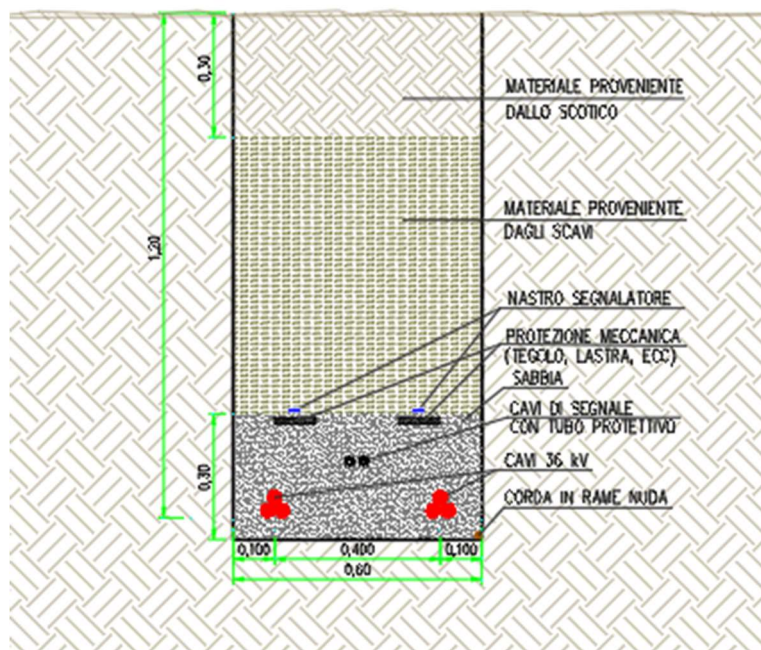 0,30
MATERIALE PROVENIENTE
DALLO SCOTICO
MATERIALE PROVENIENTE
DAGLI SCAVI
1,20
NASTRO SEGNALATORE
PROTEZIONE MECCANICA
(TEGOLO, LASTRA, ECC)
SABBIA
CAVI DI SEGNALE
CON TUBO PROTETTIVO
0,30
CAVI 36 kV
CORDA IN RAME NUDA
0,100 0,400 0,100
0,60